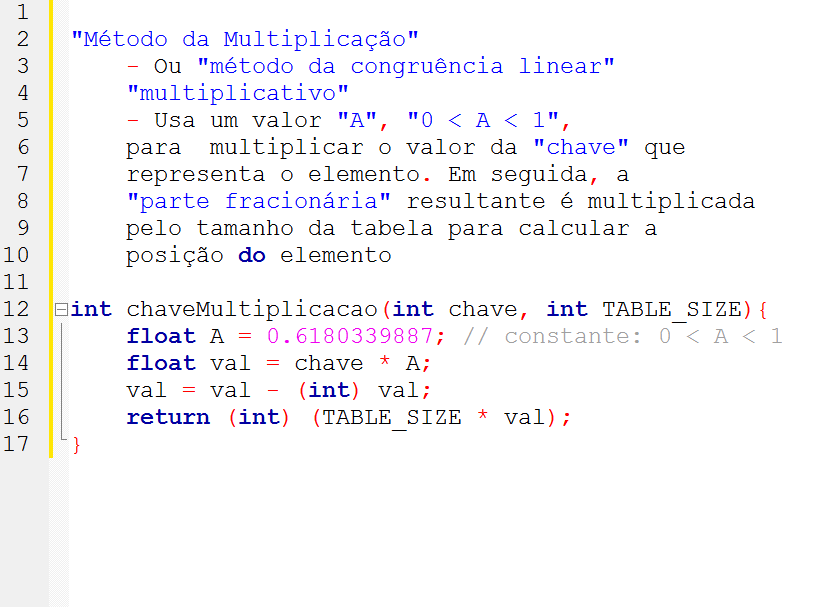 1
2 "Método da Multiplicação"
3 - Ou "método da congruência linear"
4 "multiplicativo"
5 - Usa um valor "A", "0 < A < 1",
6 para  multiplicar o valor da "chave" que
7 representa o elemento. Em seguida, a
8 "parte fracionária" resultante é multiplicada
9 pelo tamanho da tabela para calcular a
10 posição do elemento
11
12 int chaveMultiplicacao(int chave, int TABLE_SIZE){
13 float A = 0.6180339887; // constante: 0 < A < 1
14 float val = chave * A;
15 val = val - (int) val;
16 return (int) (TABLE_SIZE * val);
17 }